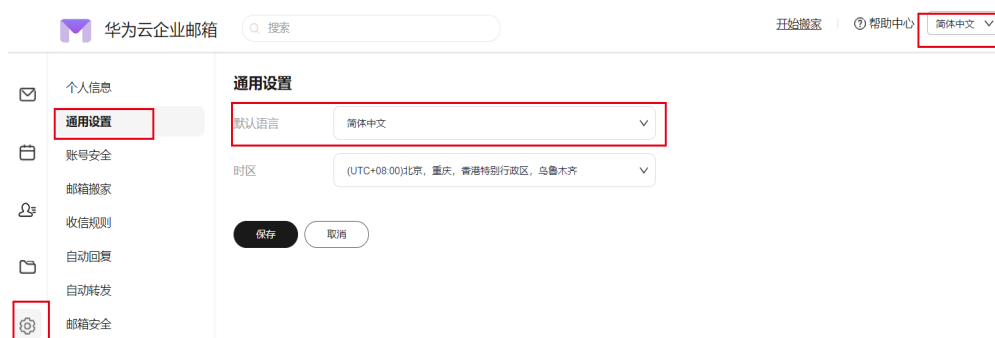 华为云企业邮箱
搜索
开始搬家
帮助中心
简体中文
个人信息
通用设置
账号安全
邮箱搬家
收信规则
自动回复
自动转发
邮箱安全
通用设置
默认语言
简体中文
时区
(UTC+08:00)北京，重庆，香港特别行政区，乌鲁木齐
保存
取消